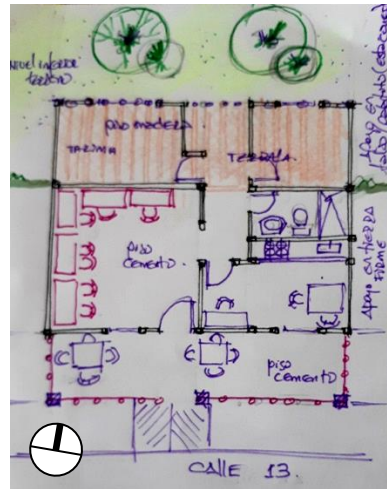 NIVEL INFERIOR
TERRENO
PISO MADERA
TARIMA
TERRAZA
PISO
CEMENTO.
APOYO EN TIERRA
FIRME
PISO
CEMENTO
CALLE 13.